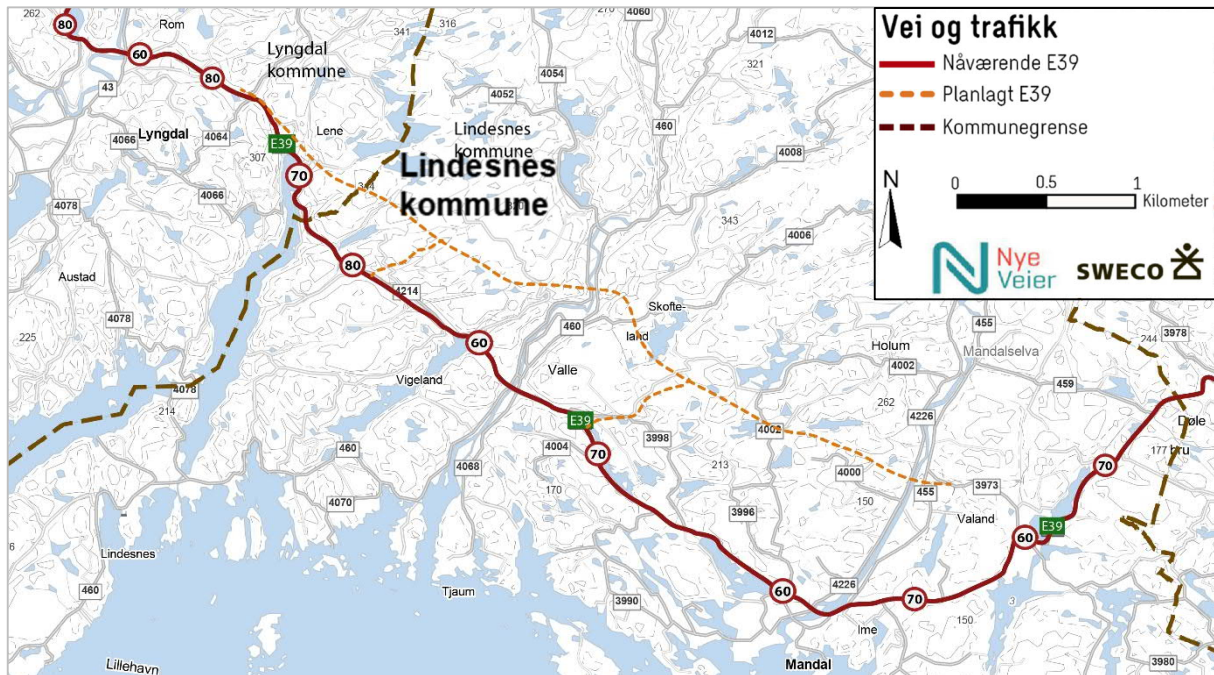 Vei og trafikk
Nåværende E39
Planlagt E39
Kommunegrense
N
0 0.5 1
Kilometer
Nye
Veier
SWECO
262
80
Rom
60
80
43
Lyngdal
kommune
341
316
4060
4012
321
4054
4052
460
4008
4066
Lyngdal
4064
307
E39
Lene
Lindesnes
kommune
Lindesnes
kommune
70
4066
4078
343
4006
Austad
80
4214
4078
225
60
460
Skofte-
land
Valle
Vigeland
4078
214
E39
4004
3998
70
170
460
4068
4070
213
4002
4000
150
3996
Holum
4002
262
4226
455
Mandalselva
459
244
3978
Døle
bru
177
70
455
3973
Valand
60
E39
Lindesnes
460
Tjaum
3990
60
4226
70
Ime
150
3
3980
Lillehavn
Mandal